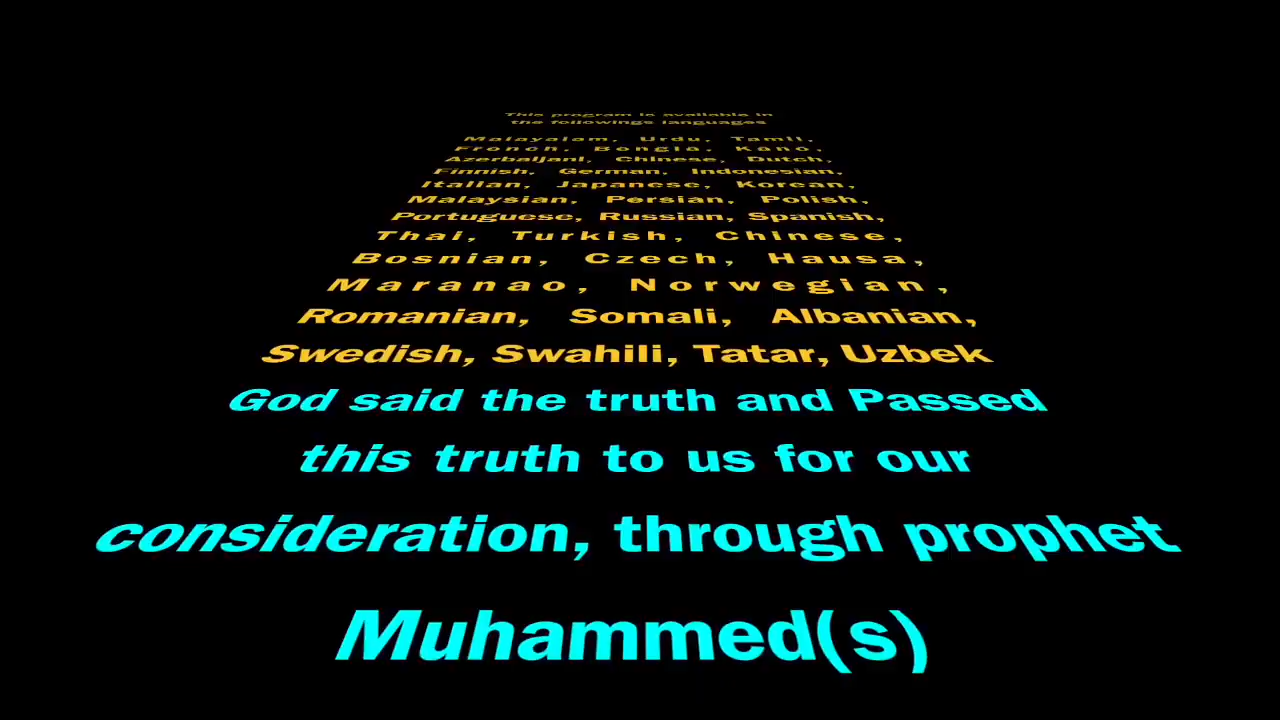 This program is available in
the followings languages
Malayalam, Urdu, Tamil,
French, Bongla, Kano,
Azerbaijani, Chinese, Dutch,
Finnish, German, Indonesian,
Itallan, Japanese, Korean,
Malaysian, Persian, Polish,
Portuguese, Russian, Spanish,
Thai, Turkish, Chinese,
Bosnian, Czech, Hausa,
Maranao, Norwegian,
Romanian, Somali, Albanian,
Swedish, Swahili, Tatar, Uzbek
God said the truth and Passed
this truth to us for our
consideration, through prophet
Muhammed(s)